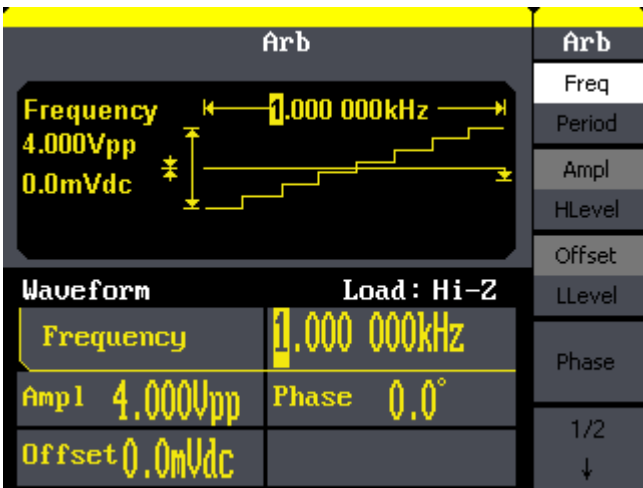 Arb
Frequency 1.000 000kHz
4.000Vpp
0.0mVdc
Waveform Load: Hi-Z
Frequency 1.000 000kHz
Ampl 4.000Vpp Phase 0.0°
Offset 0.0mVdc
Arb
Freq
Period
Ampl
HLevel
Offset
LLevel
Phase
1/2
↓